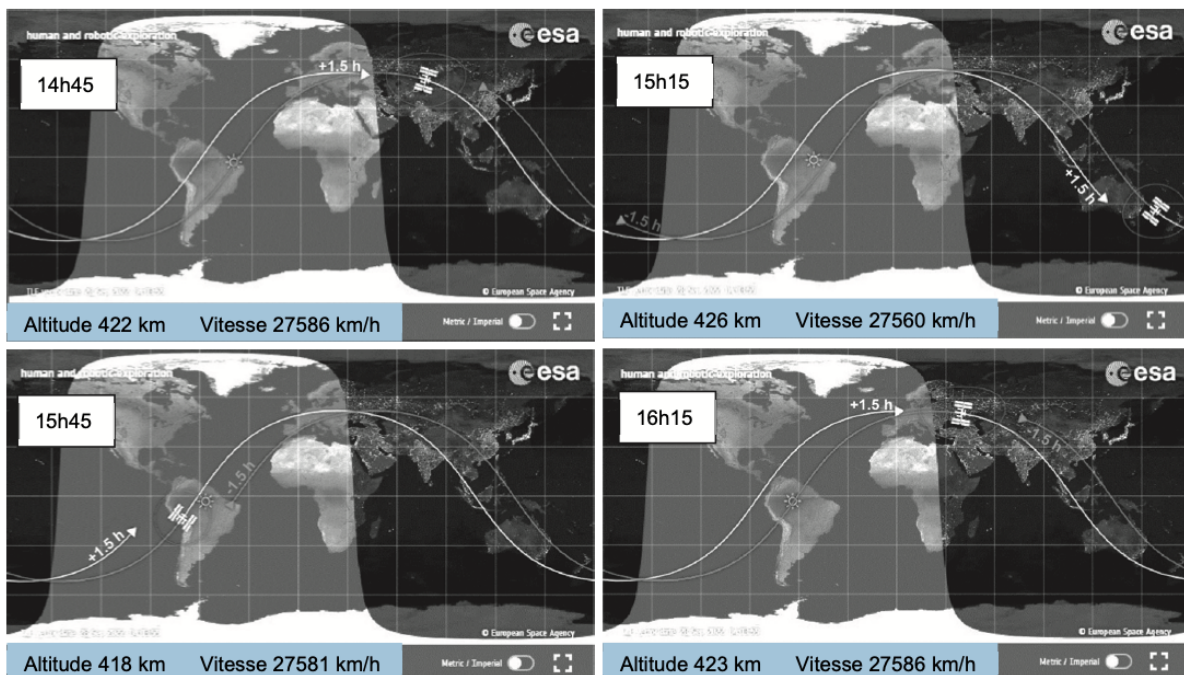 human and robotic exploration
esa
14h45
+1.5 h
© European Space Agency
Altitude 422 km Vitesse 27586 km/h
Metric / Imperial
esa
15h15
+1.5 h
-1.5 h
© European Space Agency
Altitude 426 km Vitesse 27560 km/h
Metric / Imperial
human and robotic exploration
esa
15h45
-1.5 h
+1.5 h
© European Space Agency
Altitude 418 km Vitesse 27581 km/h
Metric / Imperial
human and robotic exploration
esa
16h15
+1.5 h
-1.5 h
© European Space Agency
Altitude 423 km Vitesse 27586 km/h
Metric / Imperial